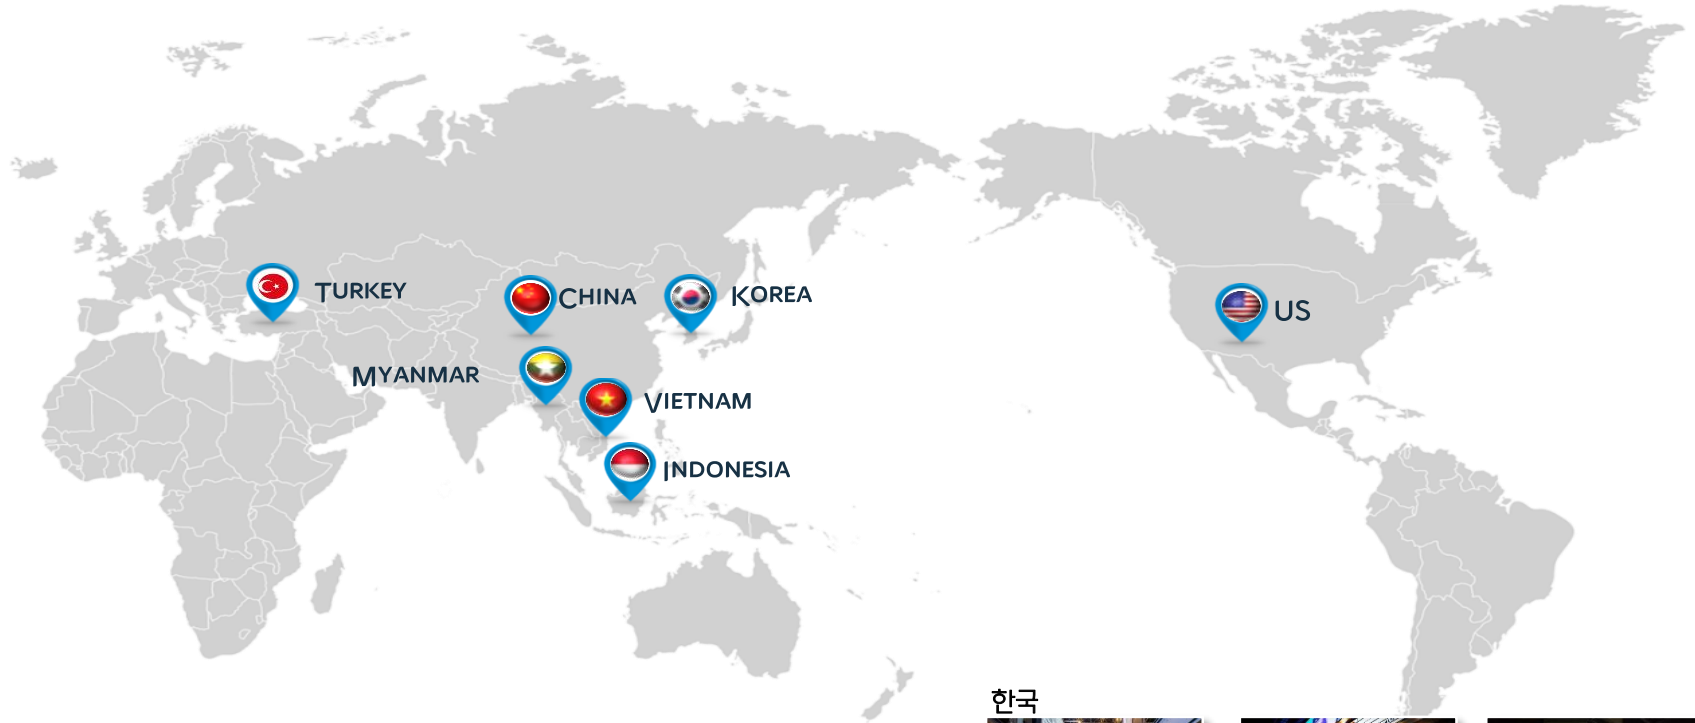 Turkey
China
Korea
US
Myanmar
Vietnam
Indonesia
한국